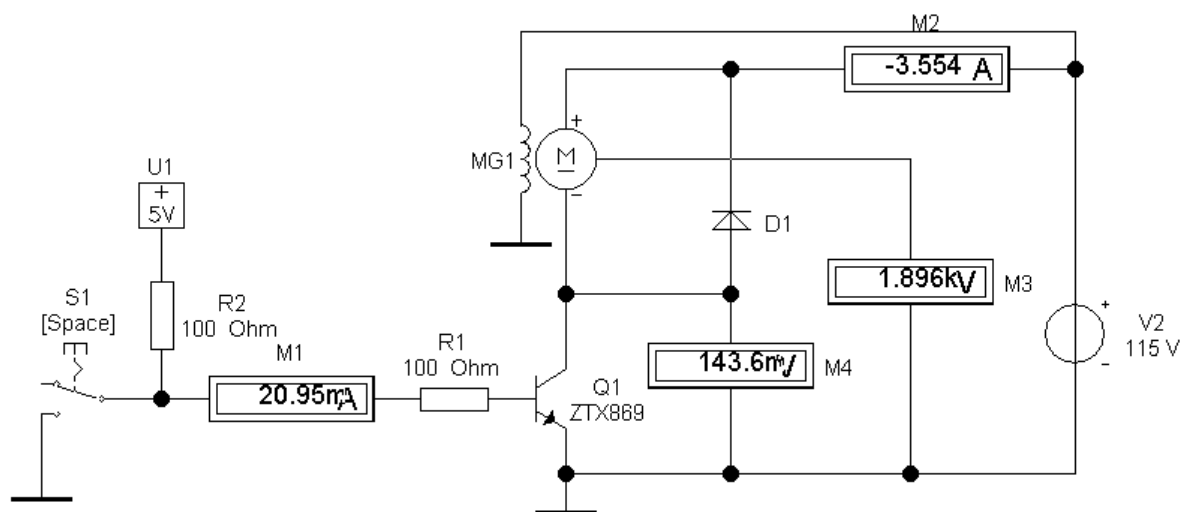 M2
-3.554 A
+
M
-
MG1
U1
+
5V
D1
1.896kV
M3
S1
[Space]
R2
100 Ohm
M1
R1
100 Ohm
+
V2
115 V
-
143.6mV
M4
20.95mA
Q1
ZTX869